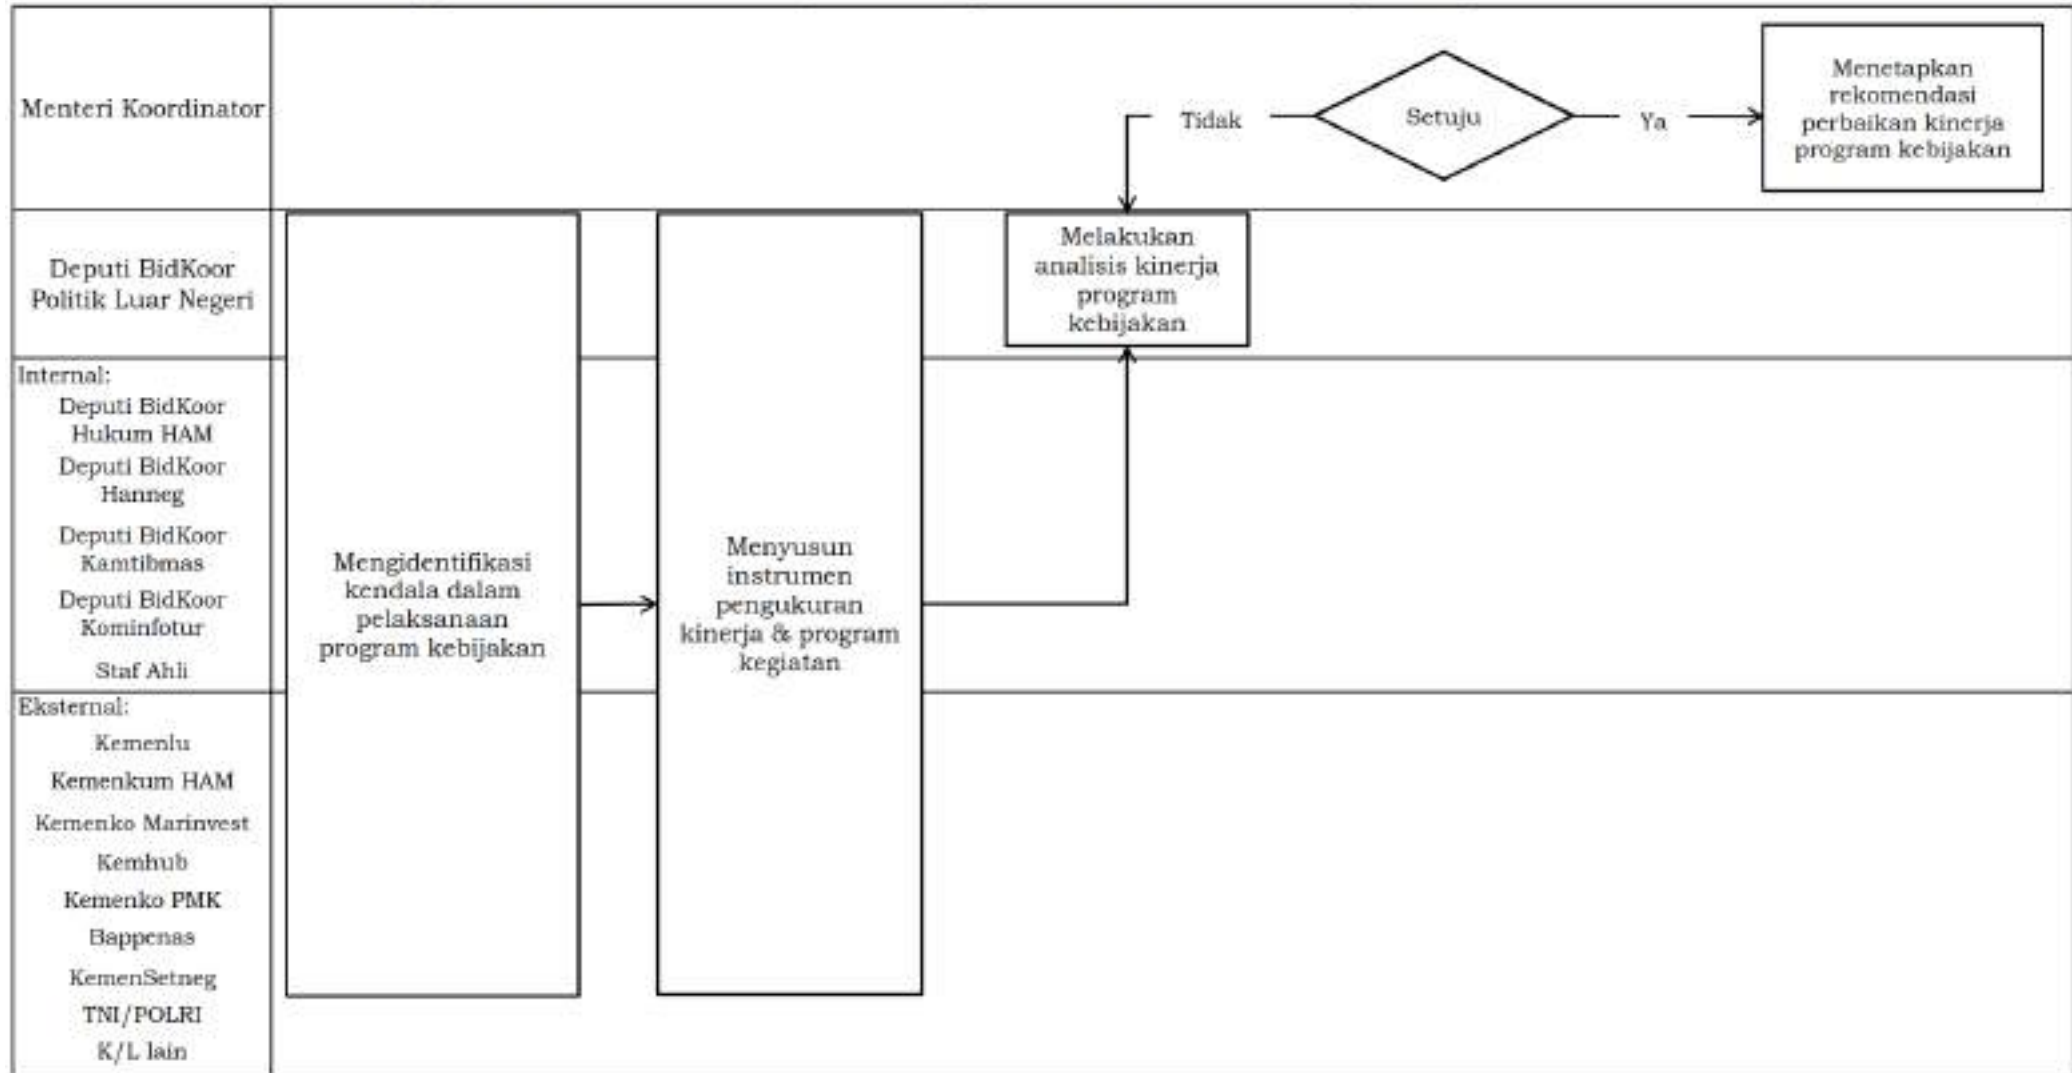 Menteri Koordinator
Tidak
Setuju
Ya
Menetapkan
rekomendasi
perbaikan kinerja
program kebijakan
Deputi BidKoor
Politik Luar Negeri
Melakukan
analisis kinerja
program
kebijakan
Internal:
Deputi BidKoor
Hukum HAM
Deputi BidKoor
Hanneg
Deputi BidKoor
Kamtibmas
Deputi BidKoor
Kominfotur
Staf Ahli
Mengidentifikasi
kendala dalam
pelaksanaan
program kebijakan
Menyusun
instrumen
pengukuran
kinerja & program
kegiatan
Eksternal:
Kemenlu
Kemenkum HAM
Kemenko Marinvest
Kemhub
Kemenko PMK
Bappenas
KemenSetneg
TNI/POLRI
K/L lain